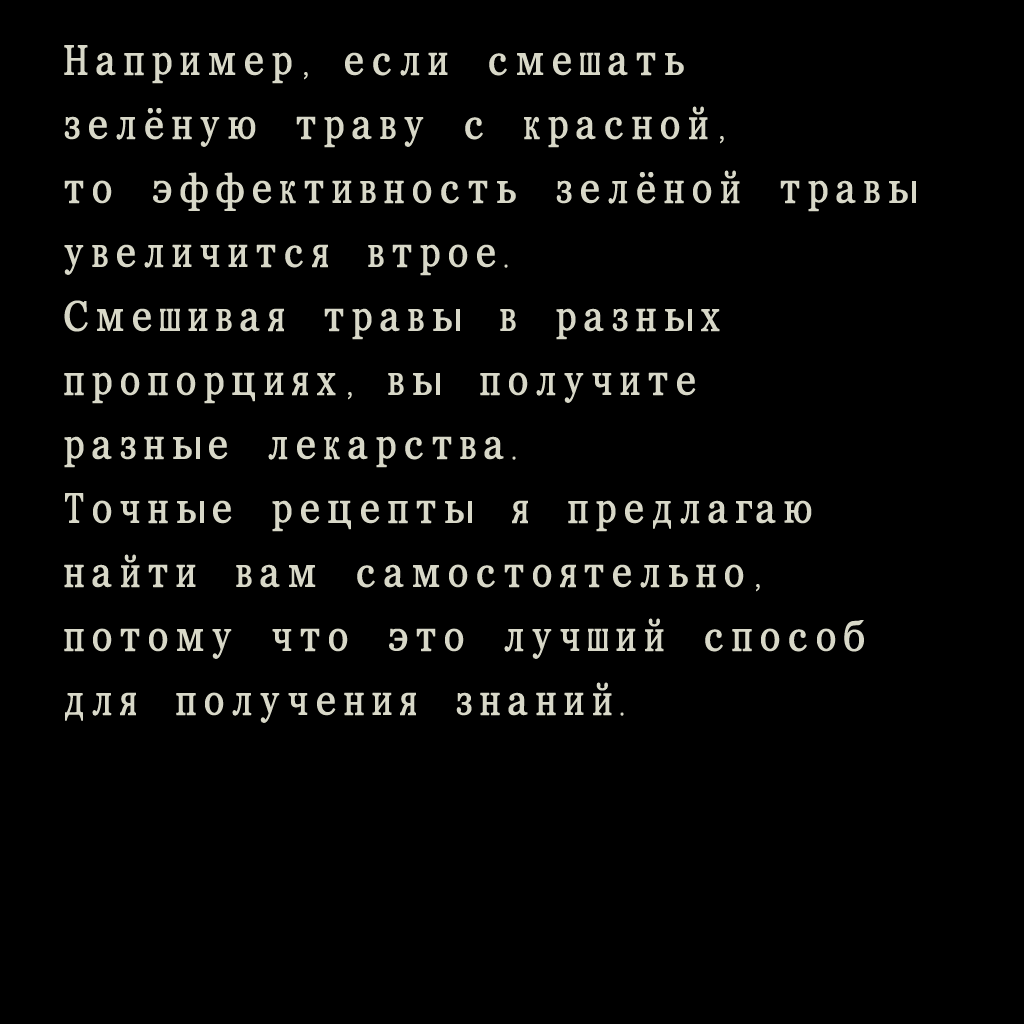 Например, если смешать
зелёную траву с красной,
то эффективность зелёной травы
увеличится втрое.
Смешивая травы в разных
пропорциях, вы получите
разные лекарства.
Точные рецепты я предлагаю
найти вам самостоятельно,
потому что это лучший способ
для получения знаний.